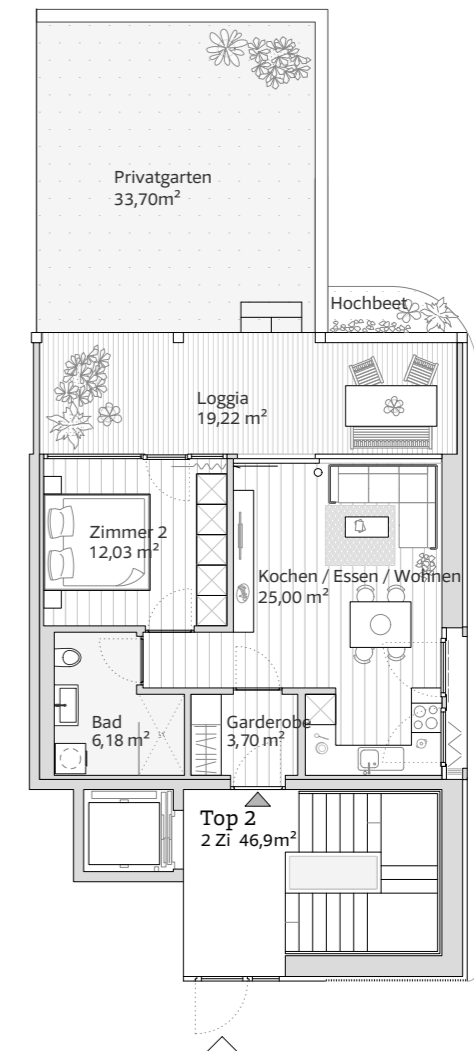 Privatgarten
33,70m²
Hochbeet
Loggia
19,22 m²
Zimmer 2
12,03 m²
Kochen / Essen / Wohnen
25,00 m²
Bad
6,18 m²
Garderobe
3,70 m²
Top 2
2 Zi 46,9m²